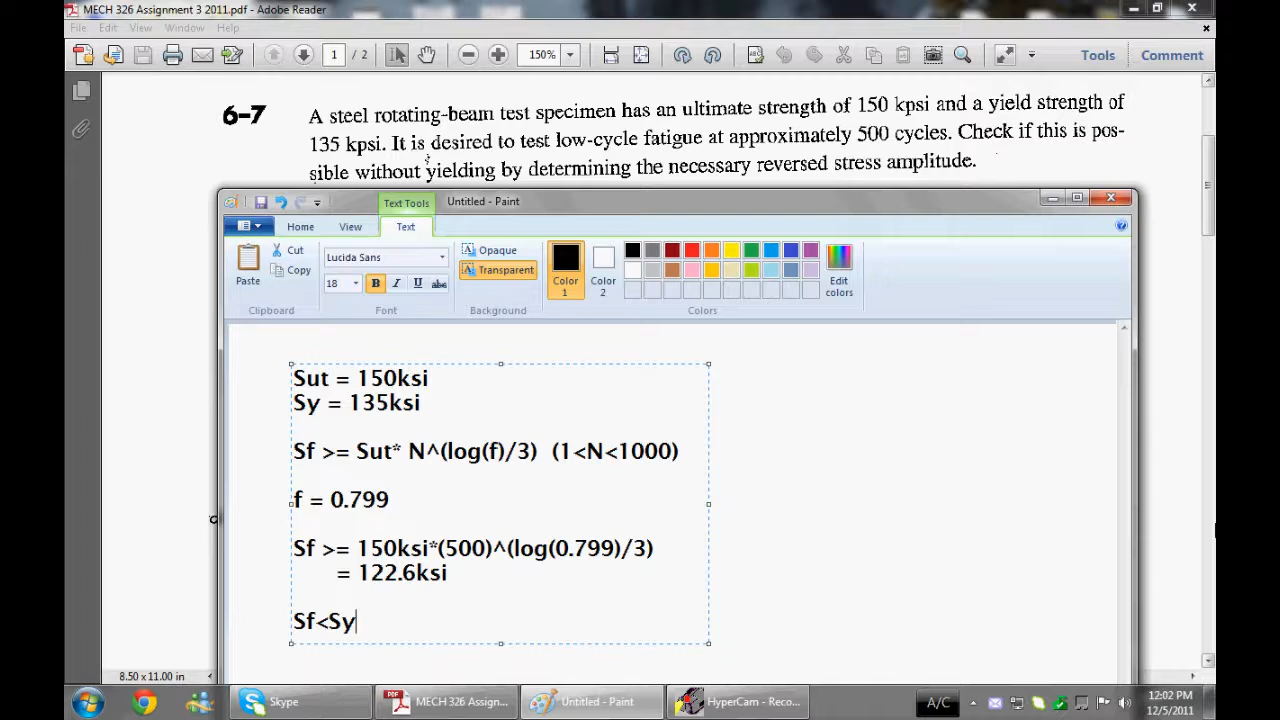 MECH 326 Assignment 3 2011.pdf - Adobe Reader
File Edit View Window Help
1 / 2 150% Tools Comment
6–7 A steel rotating-beam test specimen has an ultimate strength of 150 kpsi and a yield strength of
135 kpsi. It is desired to test low-cycle fatigue at approximately 500 cycles. Check if this is pos-
sible without yielding by determining the necessary reversed stress amplitude.
Text Tools Untitled - Paint
Home View Text
Paste Cut Copy
Clipboard
Lucida Sans
18 B I U abc
Font
Opaque
Transparent
Background
Color 1
Color 2
Edit colors
Colors
Sut = 150ksi
Sy = 135ksi
Sf >= Sut* N^(log(f)/3) (1<N<1000)
f = 0.799
Sf >= 150ksi*(500)^(log(0.799)/3)
= 122.6ksi
Sf<Sy
8.50 x 11.00 in
Skype MECH 326 Assign... Untitled - Paint HyperCam - Reco... A/C 12:02 PM
12/5/2011